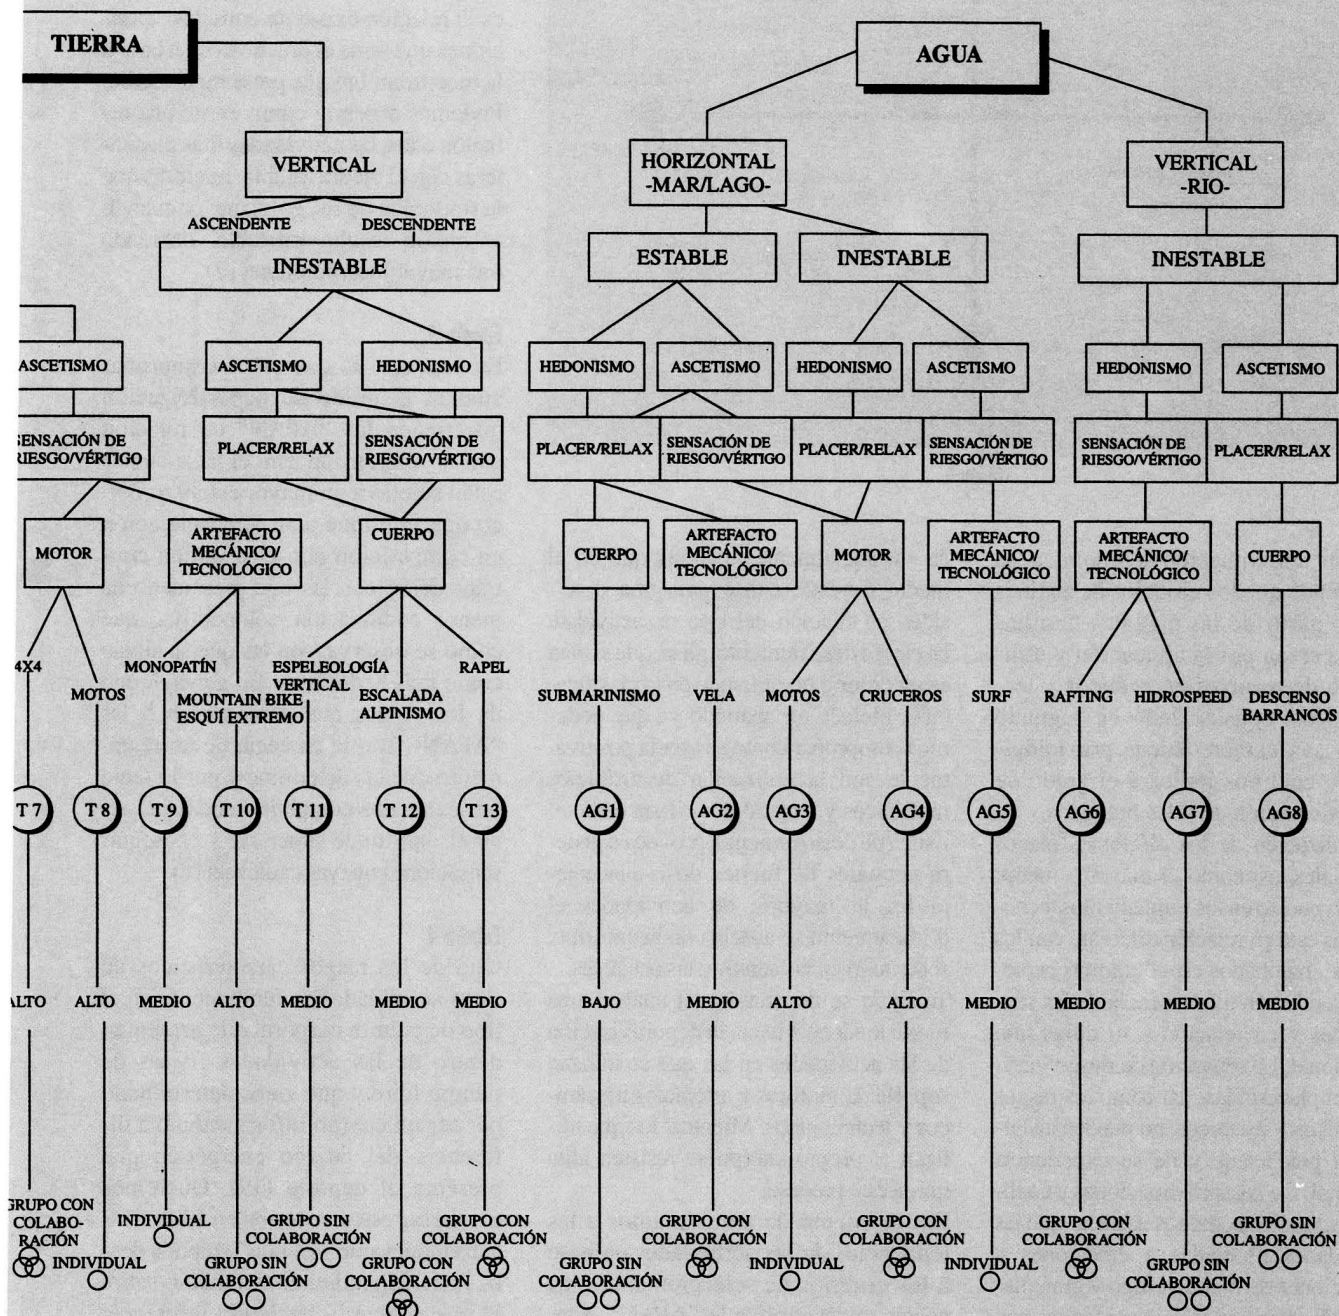 TIERRA
AGUA
VERTICAL
HORIZONTAL
-MAR/LAGO-
VERTICAL
-RIO-
ASCENDENTE
DESCENDENTE
INESTABLE
ESTABLE
INESTABLE
INESTABLE
ASCETISMO
ASCETISMO
HEDONISMO
HEDONISMO
ASCETISMO
HEDONISMO
ASCETISMO
HEDONISMO
ASCETISMO
SENSACIÓN DE
RIESGO/VÉRTIGO
PLACER/RELAX
SENSACIÓN DE
RIESGO/VÉRTIGO
PLACER/RELAX
SENSACIÓN DE
RIESGO/VÉRTIGO
PLACER/RELAX
SENSACIÓN DE
RIESGO/VÉRTIGO
SENSACIÓN DE
RIESGO/VÉRTIGO
PLACER/RELAX
MOTOR
ARTEFACTO
MECÁNICO/
TECNOLÓGICO
CUERPO
CUERPO
ARTEFACTO
MECÁNICO/
TECNOLÓGICO
MOTOR
ARTEFACTO
MECÁNICO/
TECNOLÓGICO
ARTEFACTO
MECÁNICO/
TECNOLÓGICO
CUERPO
4X4
MOTOS
MONOPATÍN
MOUNTAIN BIKE
ESQUÍ EXTREMO
ESPELEOLOGÍA
VERTICAL
ESCALADA
ALPINISMO
RAPEL
SUBMARINISMO
VELA
MOTOS
CRUCEROS
SURF
RAFTING
HIDROSPEED
DESCENSO
BARRANCOS
T 7
T 8
T 9
T 10
T 11
T 12
T 13
AG1
AG2
AG3
AG4
AG5
AG6
AG7
AG8
ALTO
ALTO
MEDIO
ALTO
MEDIO
MEDIO
MEDIO
BAJO
MEDIO
ALTO
ALTO
MEDIO
MEDIO
MEDIO
MEDIO
GRUPO CON
COLABO-
RACIÓN
INDIVIDUAL
INDIVIDUAL
GRUPO SIN
COLABORACIÓN
GRUPO SIN
COLABORACIÓN
GRUPO CON
COLABORACIÓN
GRUPO CON
COLABORACIÓN
GRUPO SIN
COLABORACIÓN
GRUPO CON
COLABORACIÓN
INDIVIDUAL
GRUPO CON
COLABORACIÓN
INDIVIDUAL
GRUPO CON
COLABORACIÓN
GRUPO SIN
COLABORACIÓN
GRUPO SIN
COLABORACIÓN